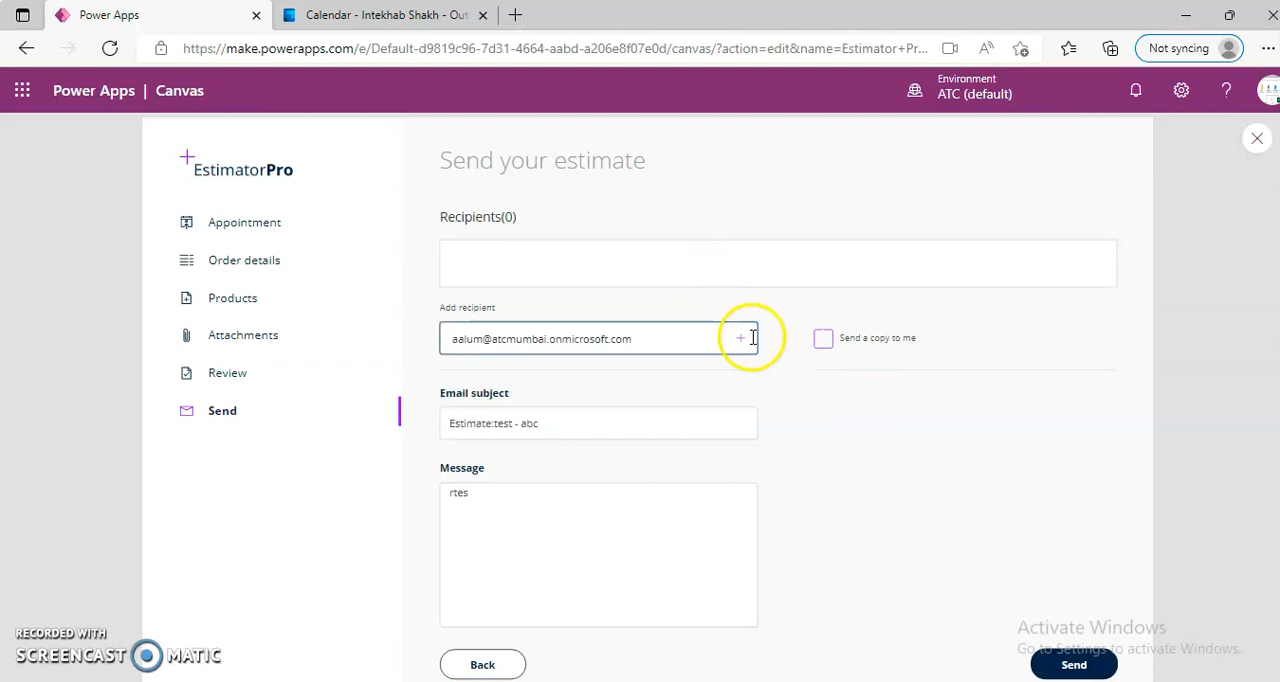 Power Apps
Calendar - Intekhab Shakh - Out
https://make.powerapps.com/e/Default-d9819c96-7d31-4664-aabd-a206e8f07e0d/canvas/?action=edit&name=Estimator+Pr...
Not syncing
Power Apps | Canvas
Environment
ATC (default)
EstimatorPro
Send your estimate
Recipients(0)
Appointment
Order details
Products
Attachments
Review
Send
Add recipient
aalum@atcmumbai.onmicrosoft.com
+
Send a copy to me
Email subject
Estimate:test - abc
Message
rtes
Back
Send
Activate Windows
Go to Settings to activate Windows.
RECORDED WITH
SCREENCAST MATIC